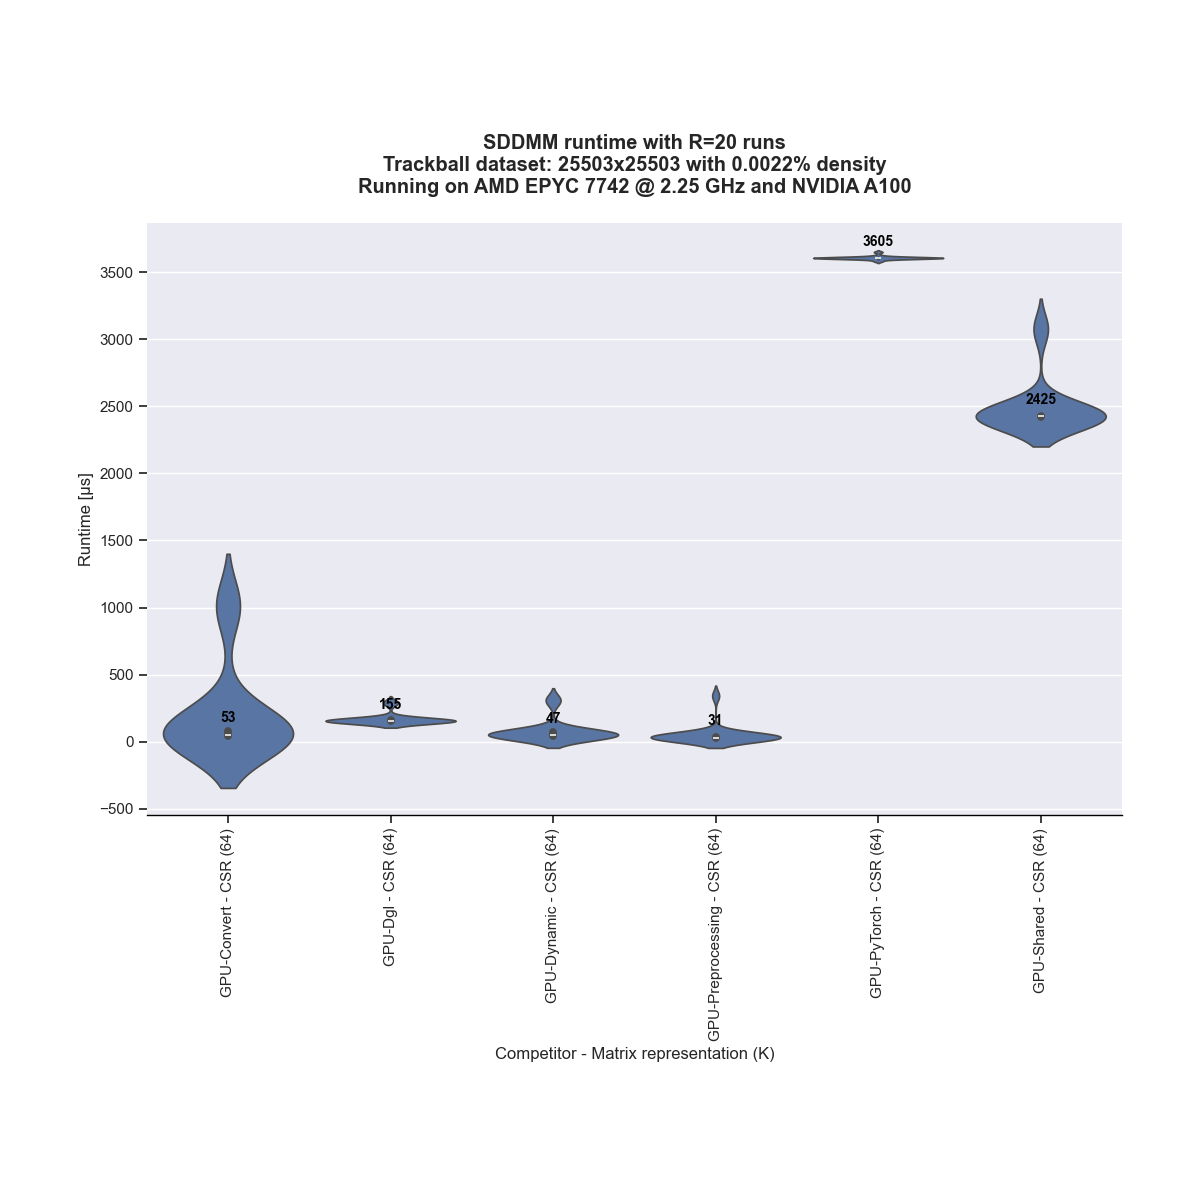 SDDMM runtime with R=20 runs
Trackball dataset: 25503x25503 with 0.0022% density
Running on AMD EPYC 7742 @ 2.25 GHz and NVIDIA A100
Runtime [µs]
3500
3000
2500
2000
1500
1000
500
0
−500
53
155
47
31
3605
2425
GPU-Convert - CSR (64)
GPU-Dgl - CSR (64)
GPU-Dynamic - CSR (64)
GPU-Preprocessing - CSR (64)
GPU-PyTorch - CSR (64)
GPU-Shared - CSR (64)
Competitor - Matrix representation (K)